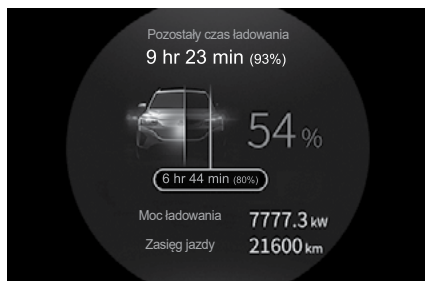 Pozostały czas ładowania
9 hr 23 min (93%)
54 %
6 hr 44 min (80%)
Moc ładowania 7777.3 kW
Zasięg jazdy 21600 km